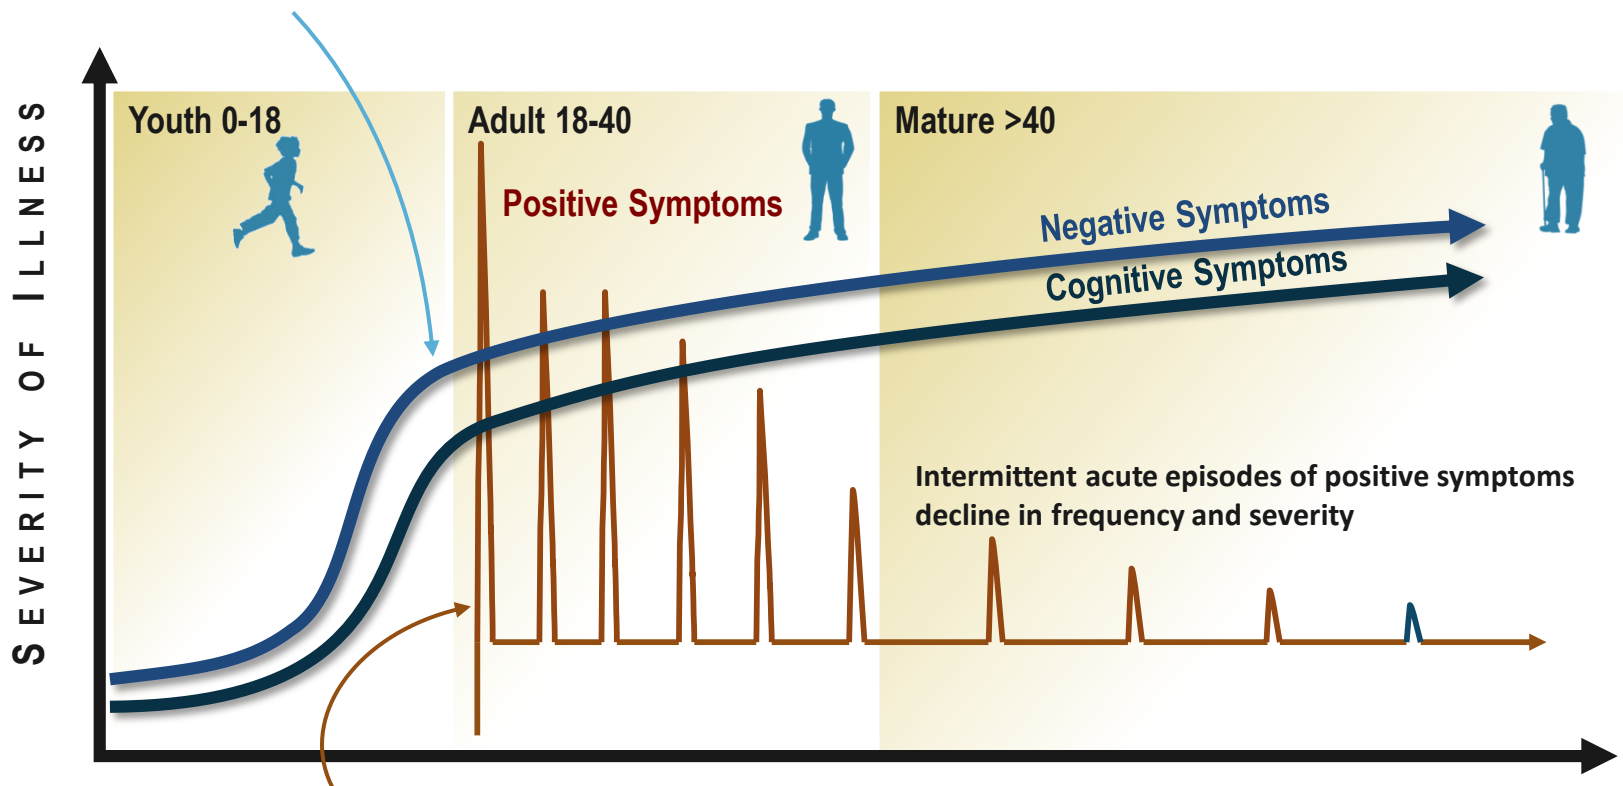 SEVERITY OF ILLNESS
Youth 0-18
Adult 18-40
Mature >40
Positive Symptoms
Negative Symptoms
Cognitive Symptoms
Intermittent acute episodes of positive symptoms
decline in frequency and severity